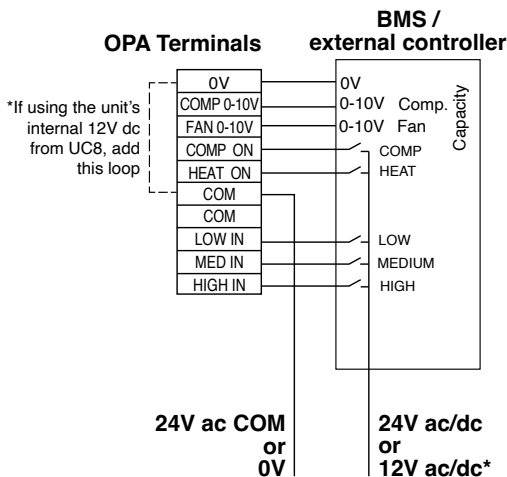 BMS /
external controller
OPA Terminals
*If using the unit's
internal 12V dc
from UC8, add
this loop
0V
COMP 0-10V
FAN 0-10V
COMP ON
HEAT ON
COM
COM
LOW IN
MED IN
HIGH IN
0V
0-10V Comp.
0-10V Fan
Capacity
COMP
HEAT
LOW
MEDIUM
HIGH
24V ac COM
or
0V
24V ac/dc
or
12V ac/dc*